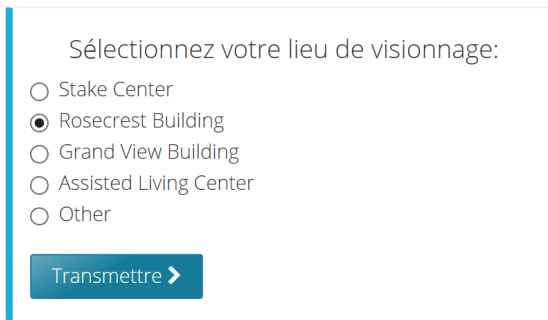 Sélectionnez votre lieu de visionnage:
Stake Center
Rosecrest Building
Grand View Building
Assisted Living Center
Other
Transmettre